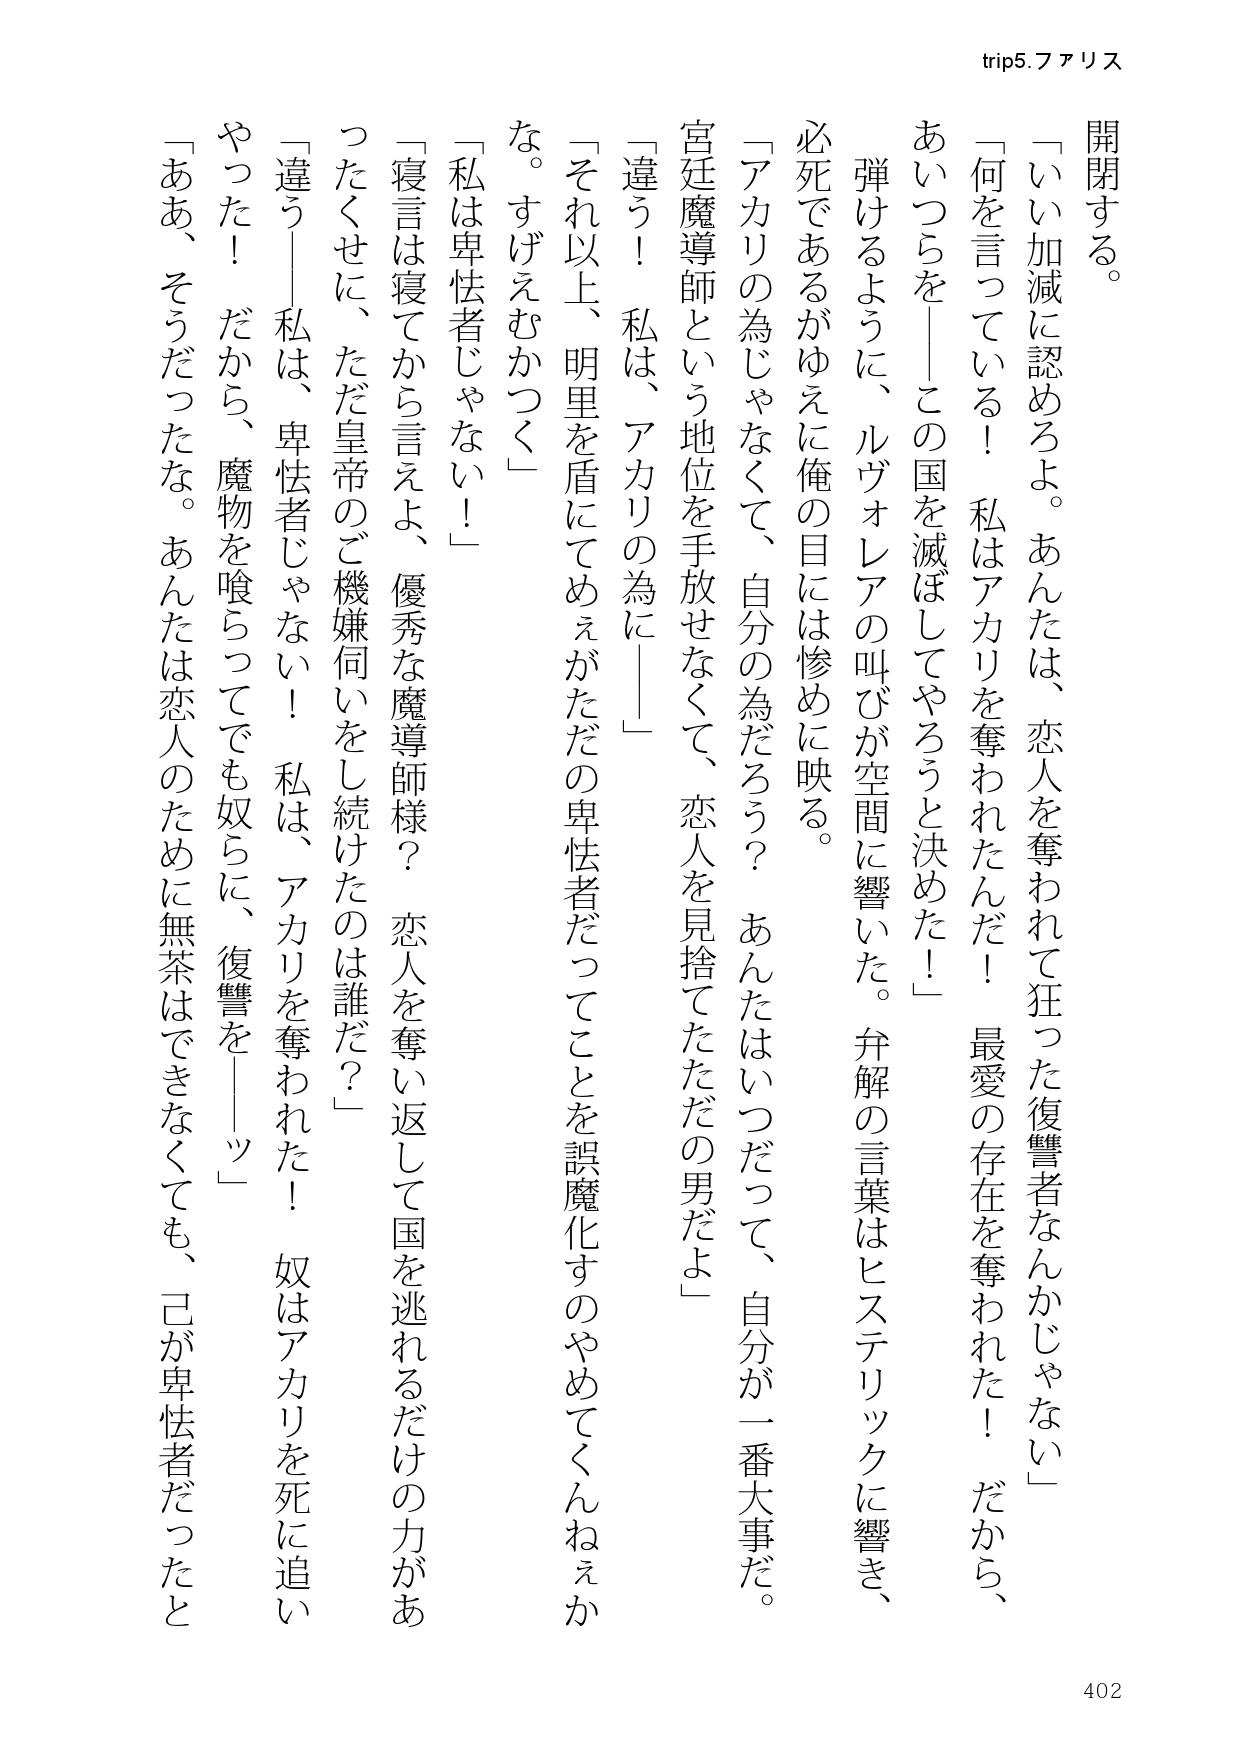 trip5.ファリス
開閉する。
「いい加減に認めろよ。あんたは、恋人を奪われて狂った復讐者なんかじゃない」
「何を言っている！　私はアカリを奪われたんだ！　最愛の存在を奪われた！　だから、
あいつらを――この国を滅ぼしてやろうと決めた！」
　弾けるように、ルヴォレアの叫びが空間に響いた。弁解の言葉はヒステリックに響き、
必死であるがゆえに俺の目には惨めに映る。
「アカリの為じゃなくて、自分の為だろう？　あんたはいつだって、自分が一番大事だ。
宮廷魔導師という地位を手放せなくて、恋人を見捨てたただの男だよ」
「違う！　私は、アカリの為に――」
「それ以上、明里を盾にてめぇがただの卑怯者だってことを誤魔化すのやめてくんねぇか
な。すげえむかつく」
「私は卑怯者じゃない！」
「寝言は寝てから言えよ、優秀な魔導師様？　恋人を奪い返して国を逃れるだけの力があ
ったくせに、ただ皇帝のご機嫌伺いをし続けたのは誰だ？」
「違う――私は、卑怯者じゃない！　私は、アカリを奪われた！　奴はアカリを死に追い
やった！　だから、魔物を喰らってでも奴らに、復讐を――ッ」
「ああ、そうだったな。あんたは恋人のために無茶はできなくても、己が卑怯者だったと
402